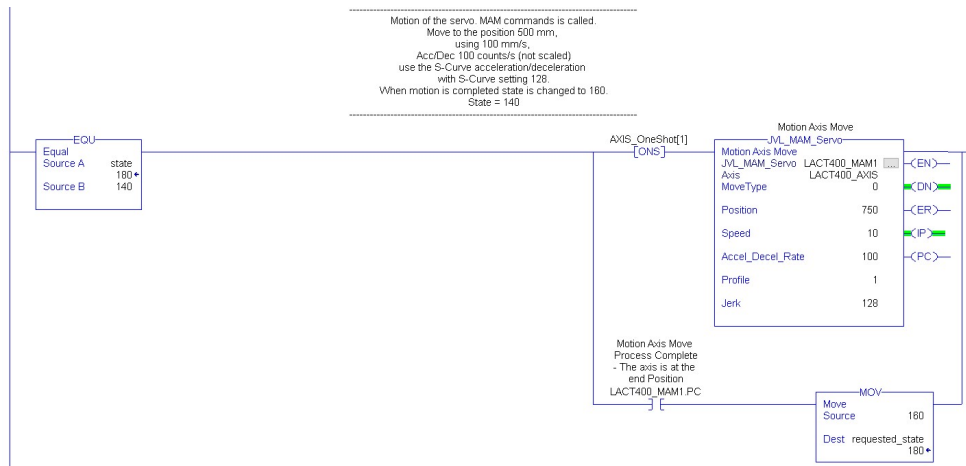 Motion of the servo. MAM commands is called.
Move to the position 500 mm,
using 100 mm/s,
Acc/Dec 100 counts/s (not scaled)
use the S-Curve acceleration/deceleration
with S-Curve setting 128.
When motion is completed state is changed to 160.
State = 140
EQU
Equal
Source A state
180
Source B 140
AXIS_OneShot[1]
ONS
Motion Axis Move
JVL_MAM_Servo
Motion Axis Move
JVL_MAM_Servo LACT400_MAM1 ...
Axis LACT400_AXIS
MoveType 0
Position 750
Speed 10
Accel_Decel_Rate 100
Profile 1
Jerk 128
EN
DN
ER
IP
PC
Motion Axis Move
Process Complete
- The axis is at the
end Position
LACT400_MAM1.PC
MOV
Move
Source 160
Dest requested_state
180